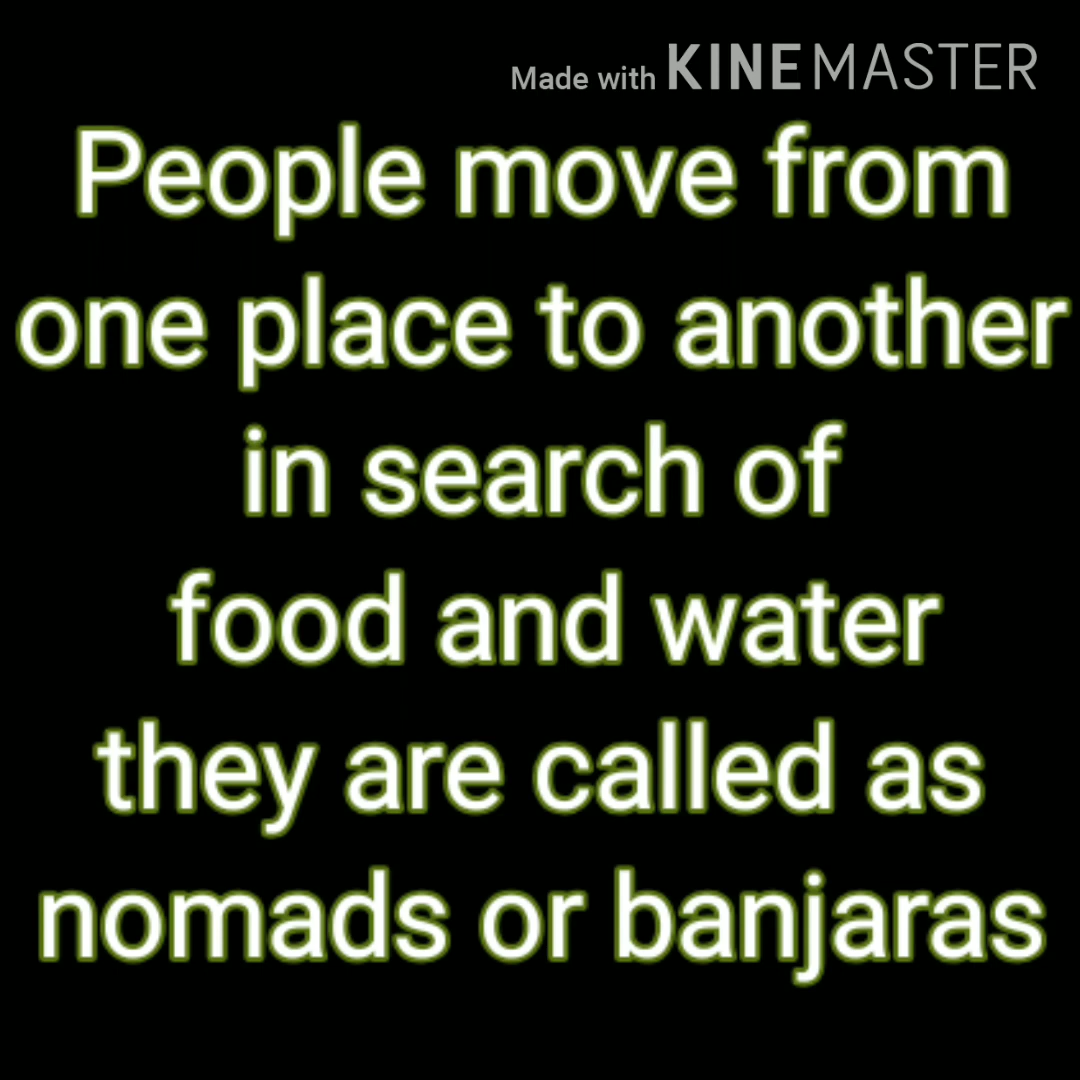 Made with KINEMASTER
People move from
one place to another
in search of
food and water
they are called as
nomads or banjaras